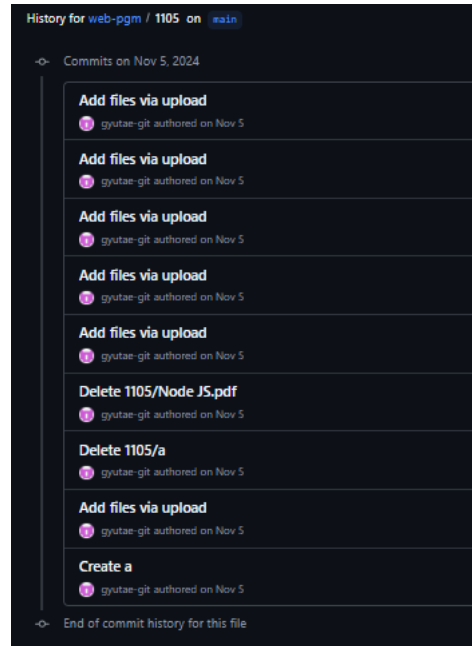 History for web-pgm / 1105 on main
Commits on Nov 5, 2024
Add files via upload
gyutae-git authored on Nov 5
Add files via upload
gyutae-git authored on Nov 5
Add files via upload
gyutae-git authored on Nov 5
Add files via upload
gyutae-git authored on Nov 5
Add files via upload
gyutae-git authored on Nov 5
Delete 1105/Node JS.pdf
gyutae-git authored on Nov 5
Delete 1105/a
gyutae-git authored on Nov 5
Add files via upload
gyutae-git authored on Nov 5
Create a
gyutae-git authored on Nov 5
End of commit history for this file